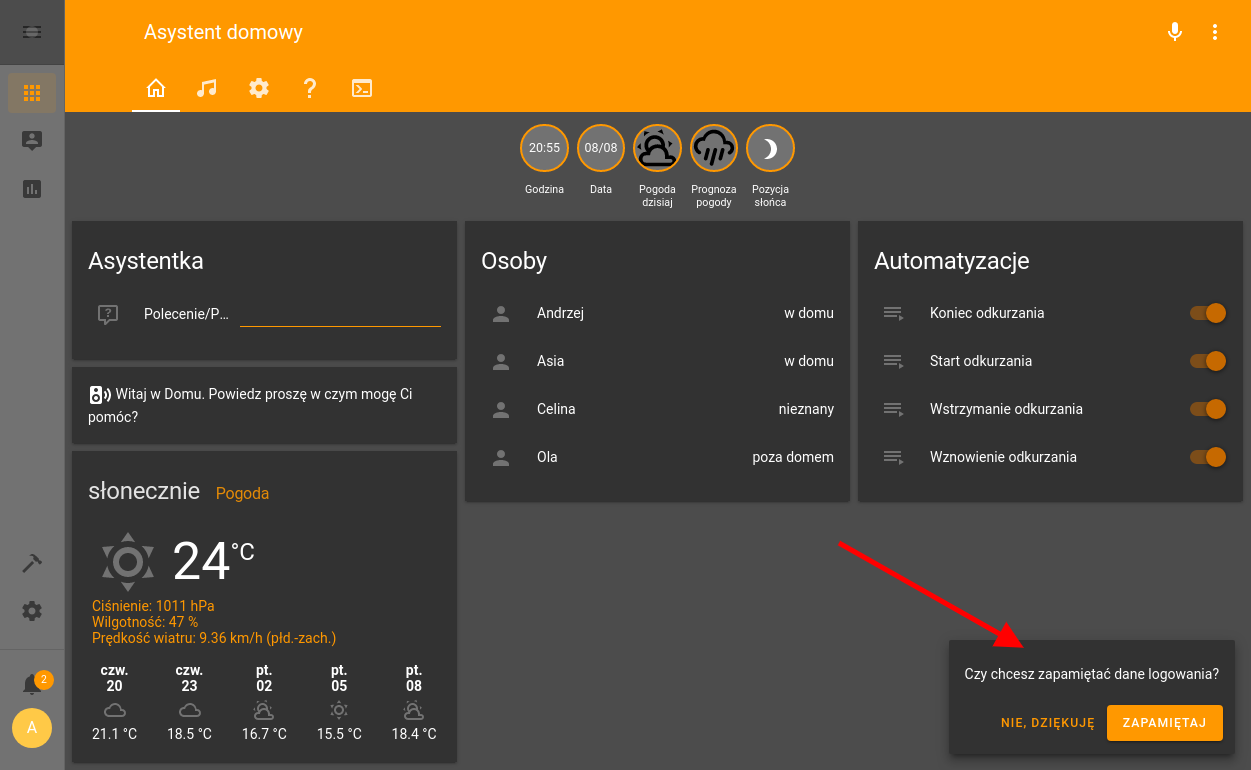 Asystent domowy
20:55
08/08
Godzina
Data
Pogoda
dzisiaj
Prognoza
pogody
Pozycja
słońca
Asystentka
Polecenie/P...
Witaj w Domu. Powiedz proszę w czym mogę Ci
pomóc?
słonecznie Pogoda
24 °C
Ciśnienie: 1011 hPa
Wilgotność: 47 %
Prędkość wiatru: 9.36 km/h (płd.-zach.)
czw. czw. pt. pt. pt.
20 23 02 05 08
21.1 °C 18.5 °C 16.7 °C 15.5 °C 18.4 °C
Osoby
Andrzej w domu
Asia w domu
Celina nieznany
Ola poza domem
Automatyzacje
Koniec odkurzania
Start odkurzania
Wstrzymanie odkurzania
Wznowienie odkurzania
2
A
Czy chcesz zapamiętać dane logowania?
NIE, DZIĘKUJĘ ZAPAMIĘTAJ